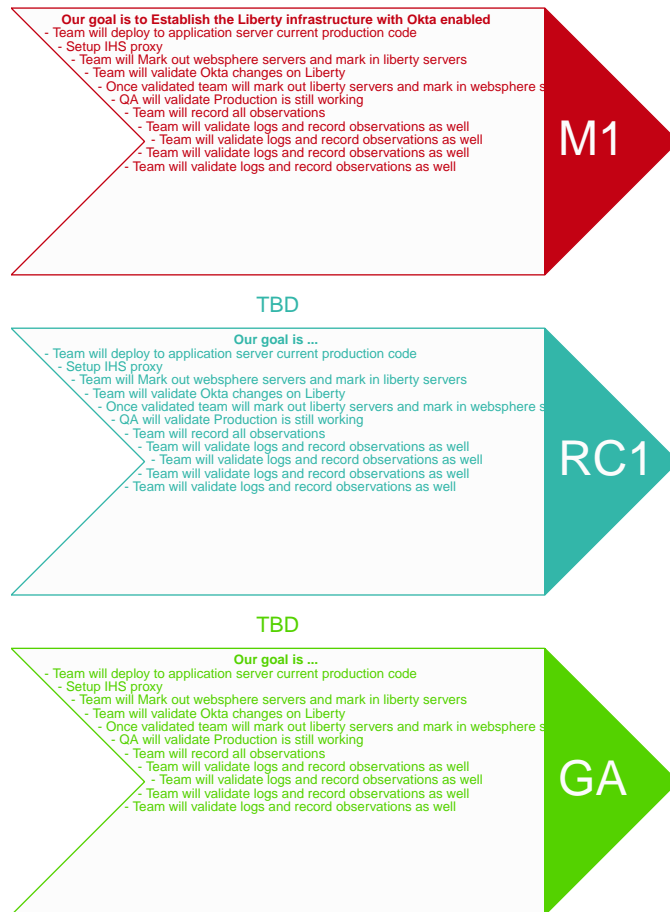 Our goal is to Establish the Liberty infrastructure with Okta enabled
- Team will deploy to application server current production code
- Setup IHS proxy
- Team will Mark out websphere servers and mark in liberty servers
- Team will validate Okta changes on Liberty
- Once validated team will mark out liberty servers and mark in websphere s
- QA will validate Production is still working
- Team will record all observations
- Team will validate logs and record observations as well
- Team will validate logs and record observations as well
- Team will validate logs and record observations as well
- Team will validate logs and record observations as well
M1
TBD
Our goal is ...
- Team will deploy to application server current production code
- Setup IHS proxy
- Team will Mark out websphere servers and mark in liberty servers
- Team will validate Okta changes on Liberty
- Once validated team will mark out liberty servers and mark in websphere s
- QA will validate Production is still working
- Team will record all observations
- Team will validate logs and record observations as well
- Team will validate logs and record observations as well
- Team will validate logs and record observations as well
- Team will validate logs and record observations as well
RC1
TBD
Our goal is ...
- Team will deploy to application server current production code
- Setup IHS proxy
- Team will Mark out websphere servers and mark in liberty servers
- Team will validate Okta changes on Liberty
- Once validated team will mark out liberty servers and mark in websphere s
- QA will validate Production is still working
- Team will record all observations
- Team will validate logs and record observations as well
- Team will validate logs and record observations as well
- Team will validate logs and record observations as well
- Team will validate logs and record observations as well
GA